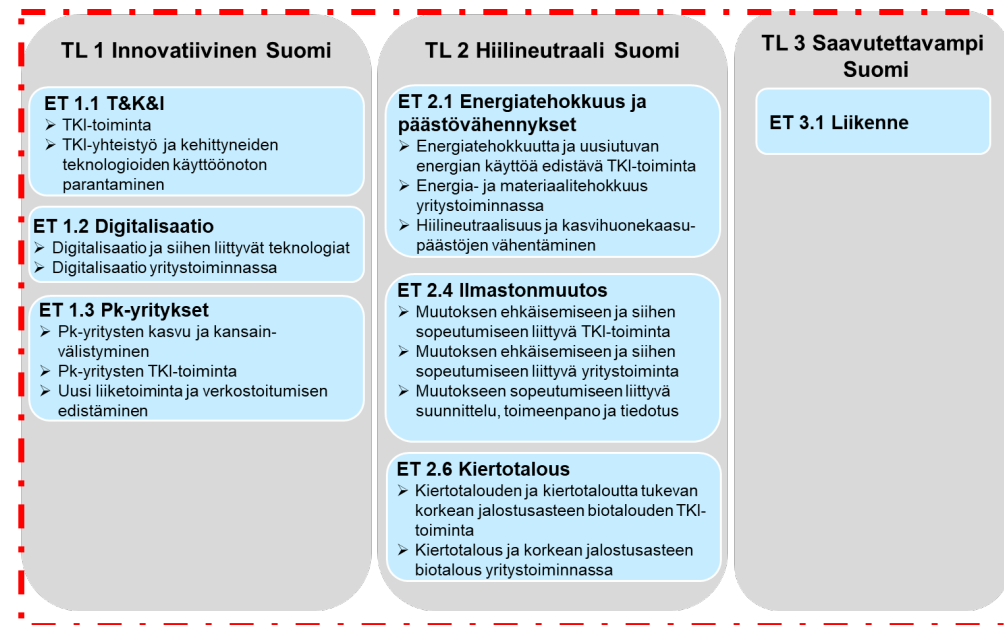 TL 1 Innovatiivinen Suomi
ET 1.1 T&K&I
➢ TKI-toiminta
➢ TKI-yhteistyö ja kehittyneiden
teknologioiden käyttöönoton
parantaminen
ET 1.2 Digitalisaatio
➢ Digitalisaatio ja siihen liittyvät teknologiat
➢ Digitalisaatio yritystoiminnassa
ET 1.3 Pk-yritykset
➢ Pk-yritysten kasvu ja kansain-
välistyminen
➢ Pk-yritysten TKI-toiminta
➢ Uusi liiketoiminta ja verkostoitumisen
edistäminen
TL 2 Hiilineutraali Suomi
ET 2.1 Energiatehokkuus ja
päästövähennykset
➢ Energiatehokkuutta ja uusiutuvan
energian käyttöä edistävä TKI-toiminta
➢ Energia- ja materiaalitehokkuus
yritystoiminnassa
➢ Hiilineutraalisuus ja kasvihuonekaasu-
päästöjen vähentäminen
ET 2.4 Ilmastonmuutos
➢ Muutoksen ehkäisemiseen ja siihen
sopeutumiseen liittyvä TKI-toiminta
➢ Muutoksen ehkäisemiseen ja siihen
sopeutumiseen liittyvä yritystoiminta
➢ Muutokseen sopeutumiseen liittyvä
suunnittelu, toimeenpano ja tiedotus
ET 2.6 Kiertotalous
➢ Kiertotalouden ja kiertotaloutta tukevan
korkean jalostusasteen biotalouden TKI-
toiminta
➢ Kiertotalous ja korkean jalostusasteen
biotalous yritystoiminnassa
TL 3 Saavutettavampi
Suomi
ET 3.1 Liikenne